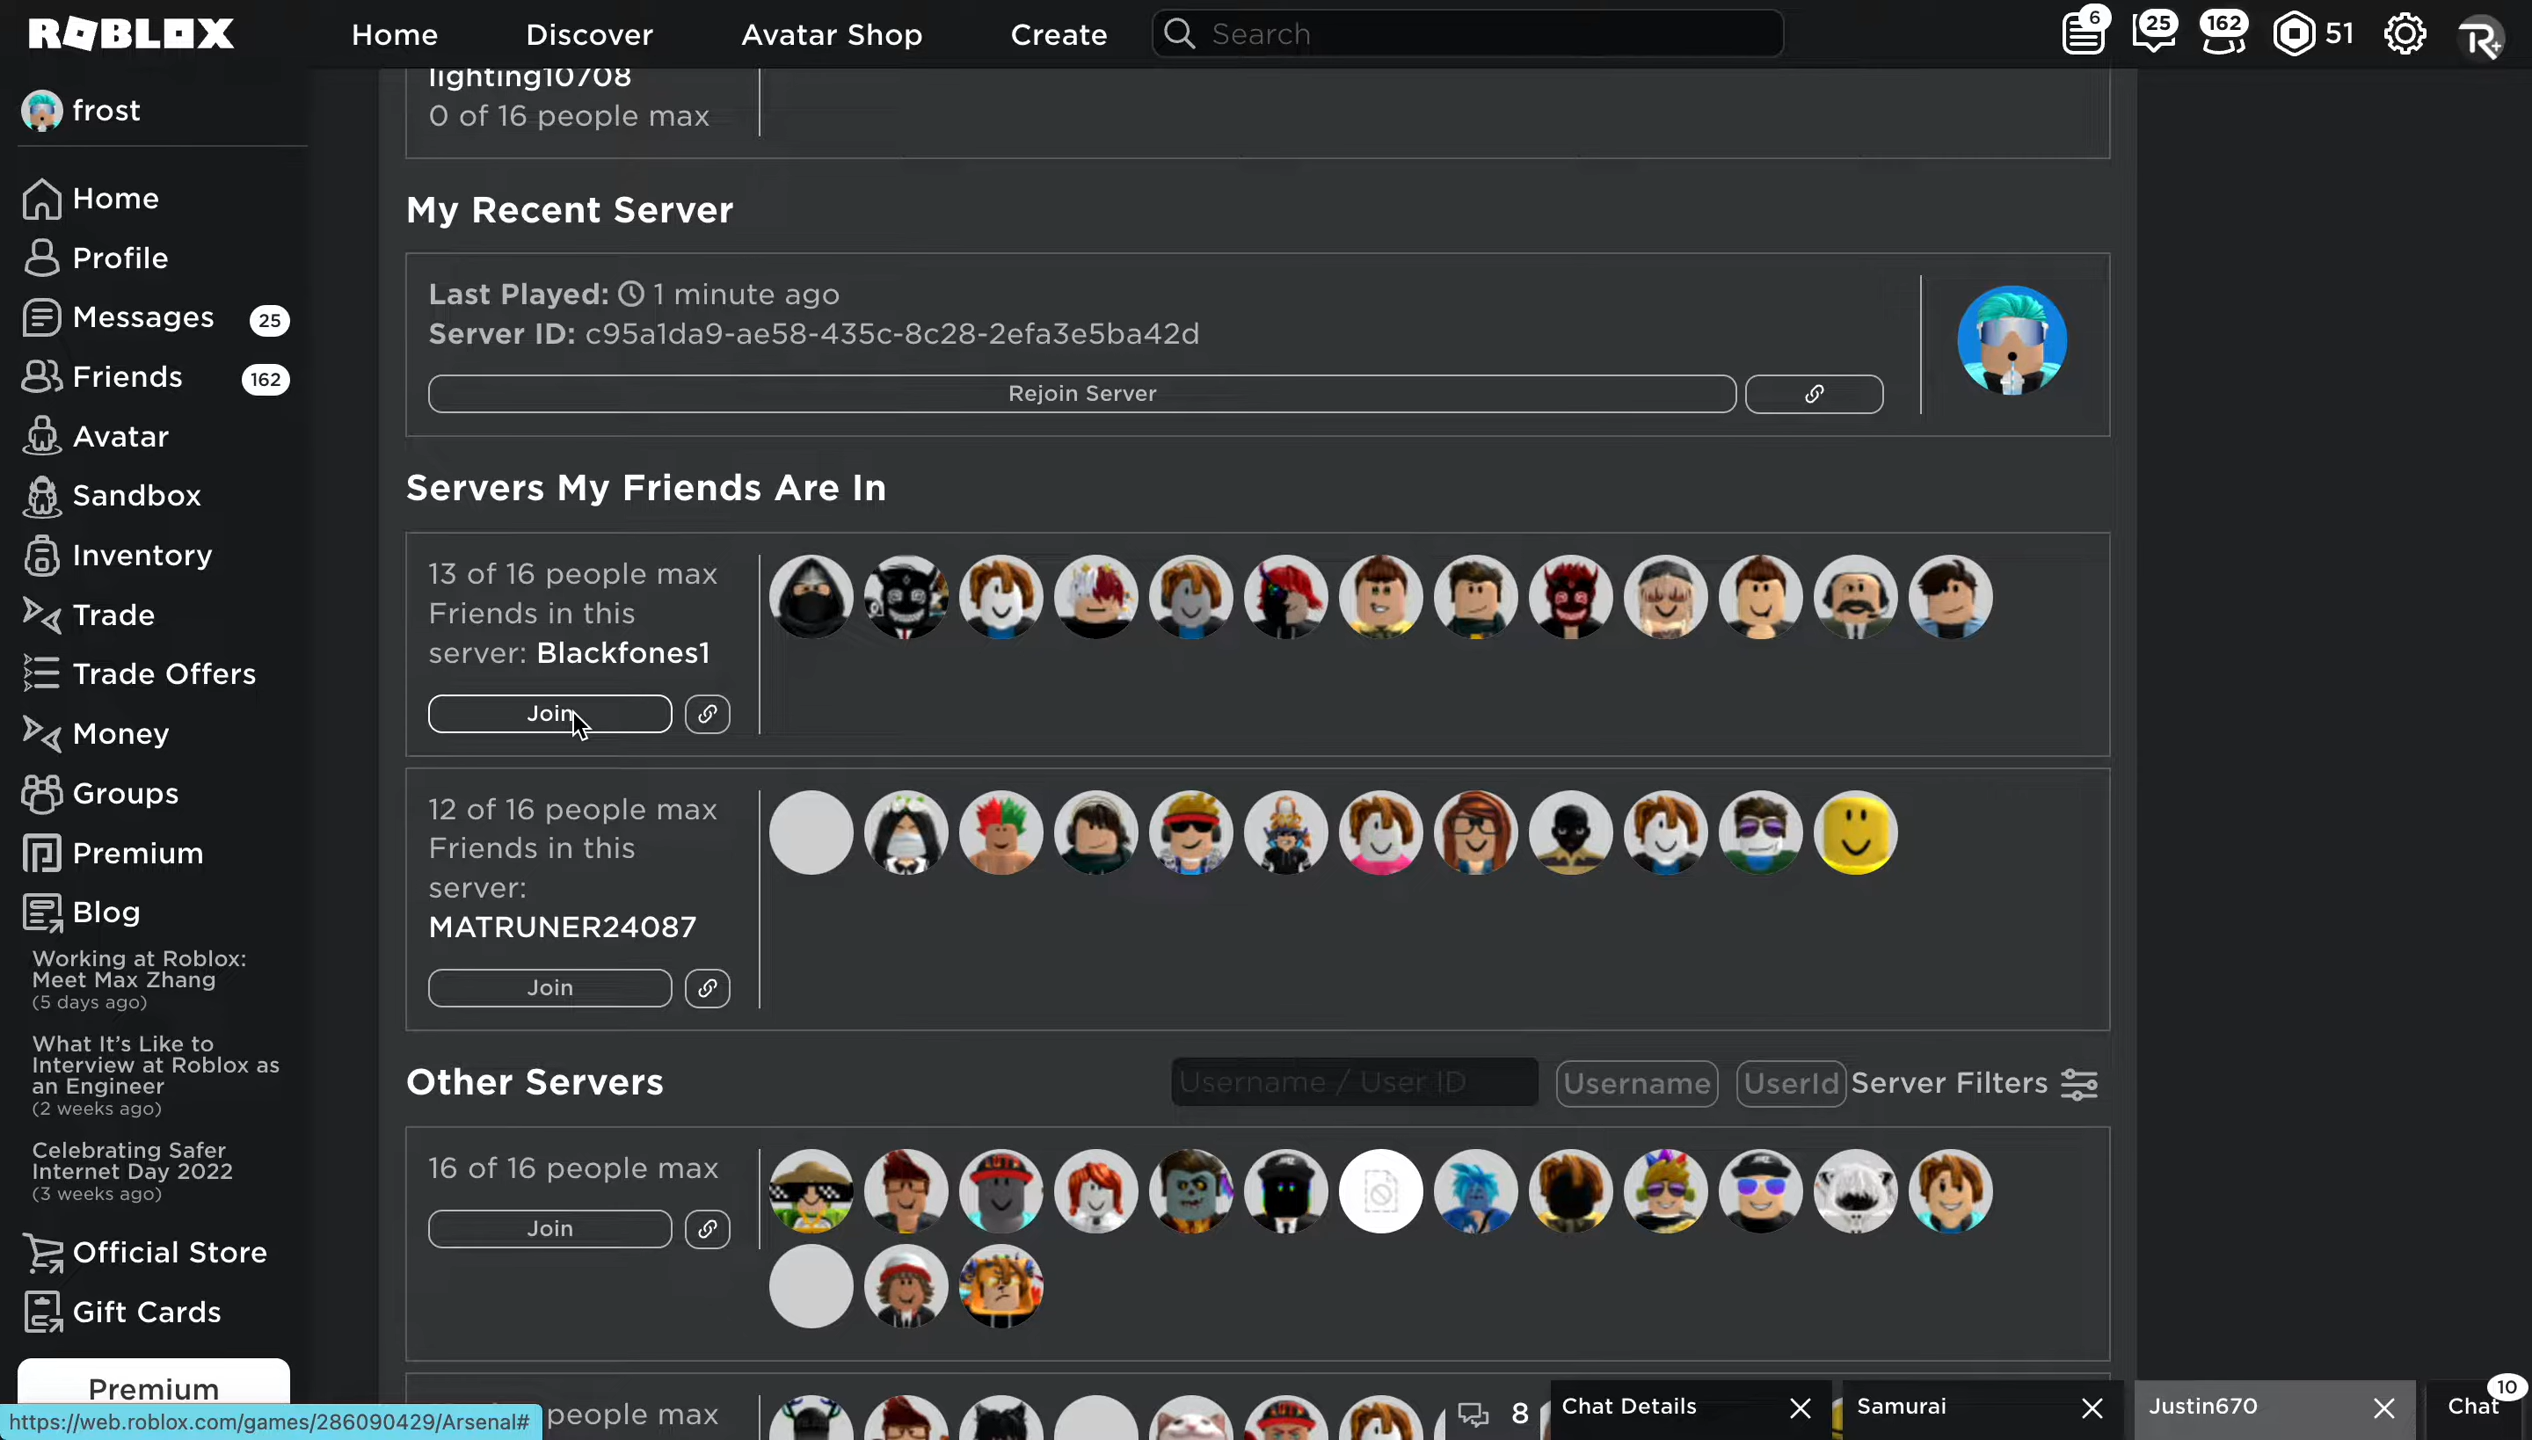 ROBLOX
Home
Discover
Avatar Shop
Create
Search
6
25
162
51
R+
frost
Home
Profile
Messages 25
Friends 162
Avatar
Sandbox
Inventory
Trade
Trade Offers
Money
Groups
Premium
Blog
Working at Roblox:
Meet Max Zhang
(5 days ago)
What It's Like to
Interview at Roblox as
an Engineer
(2 weeks ago)
Celebrating Safer
Internet Day 2022
(3 weeks ago)
Official Store
Gift Cards
Premium
https://web.roblox.com/games/286090429/Arsenal#
lighting10708
0 of 16 people max
My Recent Server
Last Played: 1 minute ago
Server ID: c95a1da9-ae58-435c-8c28-2efa3e5ba42d
Rejoin Server
Servers My Friends Are In
13 of 16 people max
Friends in this
server: Blackfones1
Join
12 of 16 people max
Friends in this
server:
MATRUNER24087
Join
Other Servers
Username / User ID
Username
UserId
Server Filters
16 of 16 people max
Join
people max
8
Chat Details
Samurai
Justin670
Chat
10